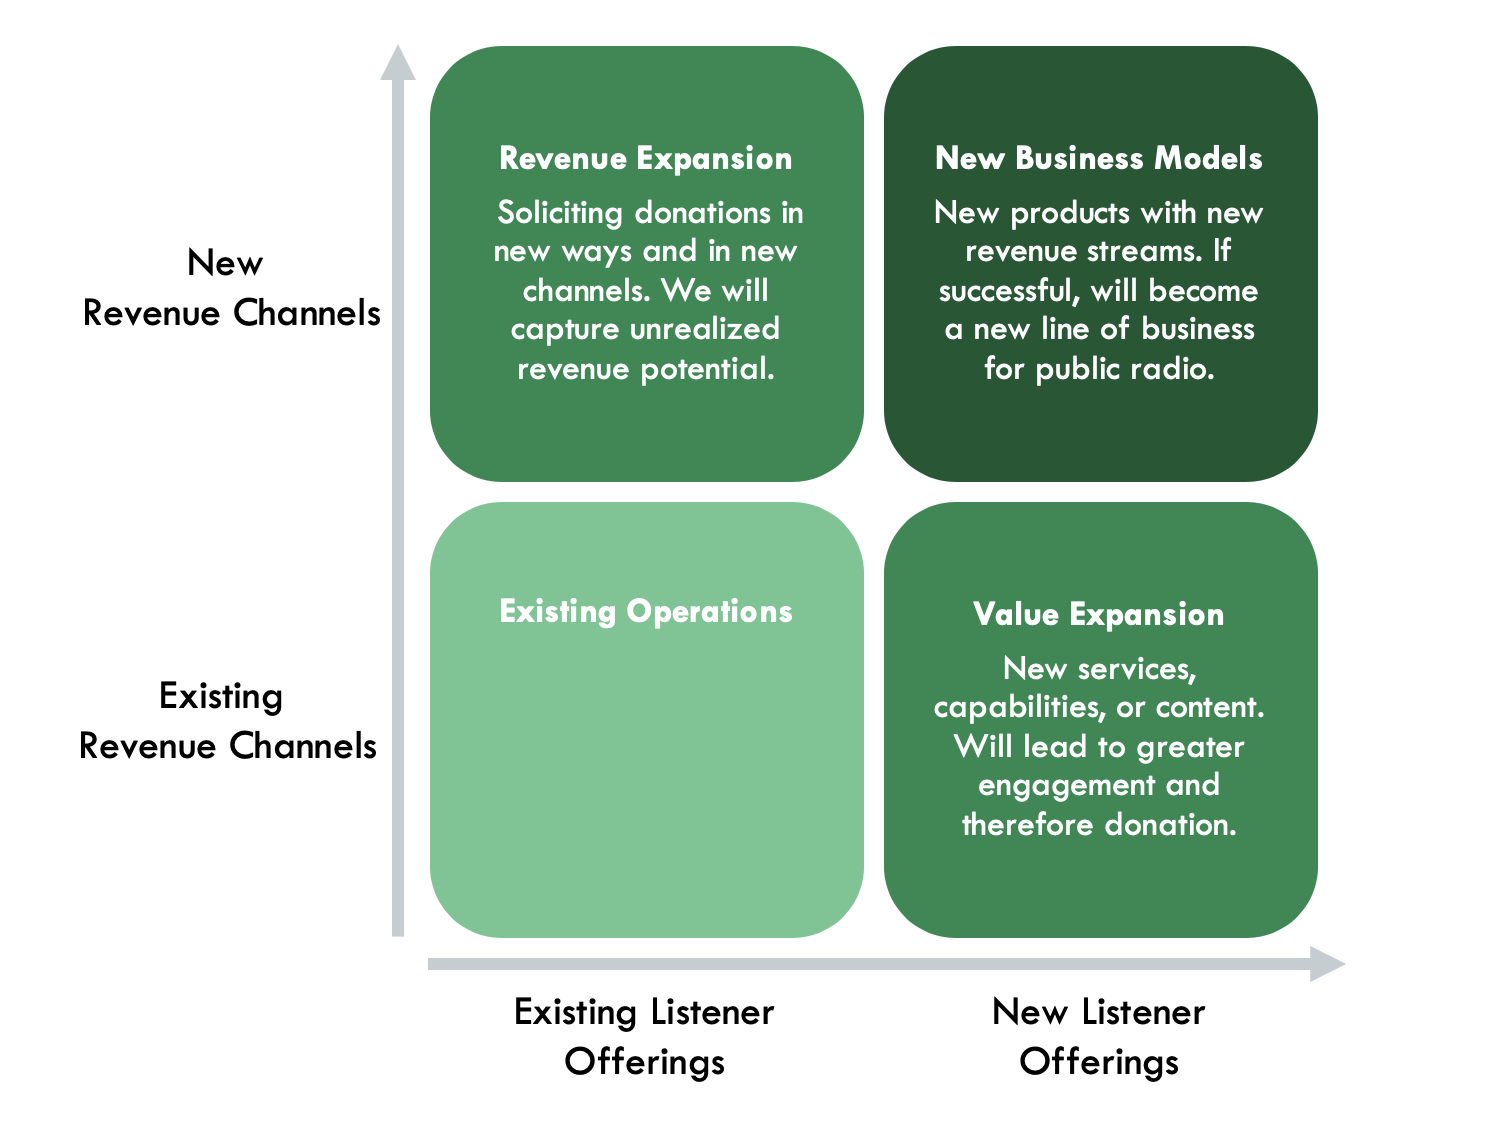 Revenue Expansion
Soliciting donations in
new ways and in new
channels. We will
capture unrealized
revenue potential.
New Business Models
New products with new
revenue streams. If
successful, will become
a new line of business
for public radio.
New
Revenue Channels
Existing Operations
Value Expansion
New services,
capabilities, or content.
Will lead to greater
engagement and
therefore donation.
Existing
Revenue Channels
Existing Listener
Offerings
New Listener
Offerings